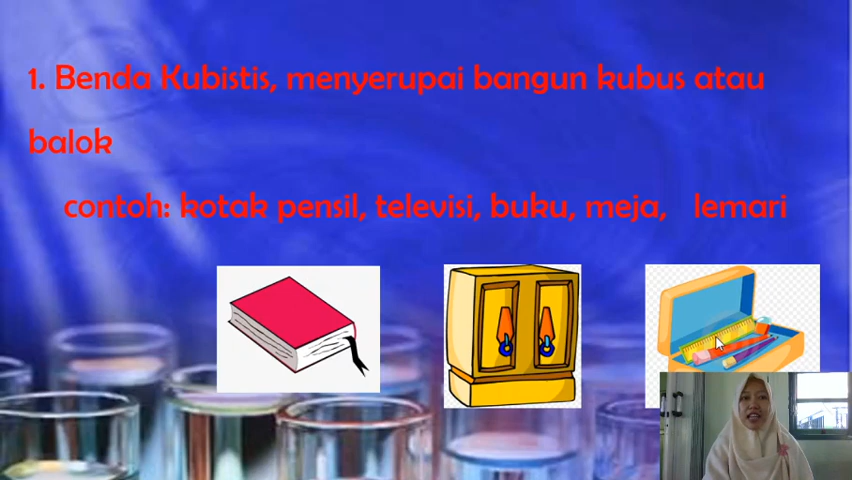 1. Benda Kubistis, menyerupai bangun kubus atau
balok
contoh: kotak pensil, televisi, buku, meja, lemari